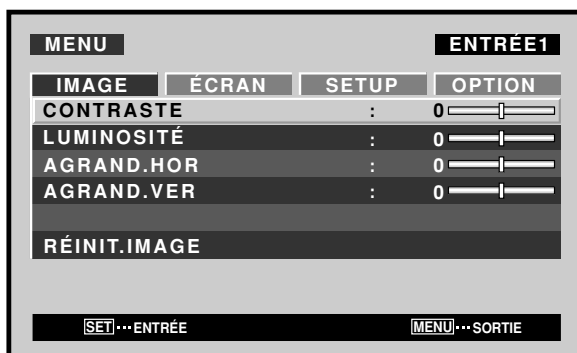 MENU ENTRÉE1
IMAGE ÉCRAN SETUP OPTION
CONTRASTE : 0
LUMINOSITÉ : 0
AGRAND.HOR : 0
AGRAND.VER : 0
RÉINIT.IMAGE
SET ··· ENTRÉE MENU ··· SORTIE